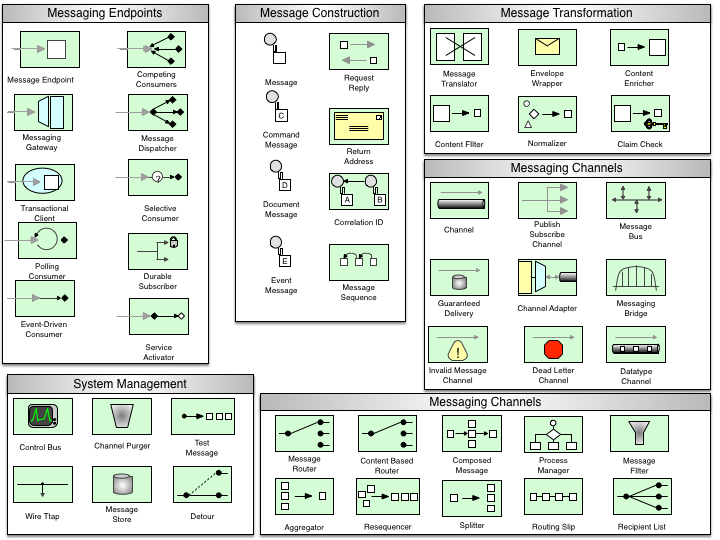 Messaging Endpoints
Message Endpoint
Competing
Consumers
Messaging
Gateway
Message
Dispatcher
Transactional
Client
Selective
Consumer
Polling
Consumer
Durable
Subscriber
Event-Driven
Consumer
Service
Activator
Message Construction
Message
Request
Reply
C
Command
Message
Return
Address
D
Document
Message
A
B
Correlation ID
E
Event
Message
Message
Sequence
Message Transformation
Message
Translator
Envelope
Wrapper
Content
Enricher
Content FIlter
Normalizer
Claim Check
Messaging Channels
Channel
Publish
Subscribe
Channel
Message
Bus
Guaranteed
Delivery
Channel Adapter
Messaging
Bridge
Invalid Message
Channel
Dead Letter
Channel
Datatype
Channel
System Management
Control Bus
Channel Purger
Test
Message
Wire Ttap
Message
Store
Detour
Messaging Channels
Message
Router
Content Based
Router
Composed
Message
Process
Manager
Message
FIlter
Aggregator
Resequencer
Splitter
Routing Slip
Recipient List